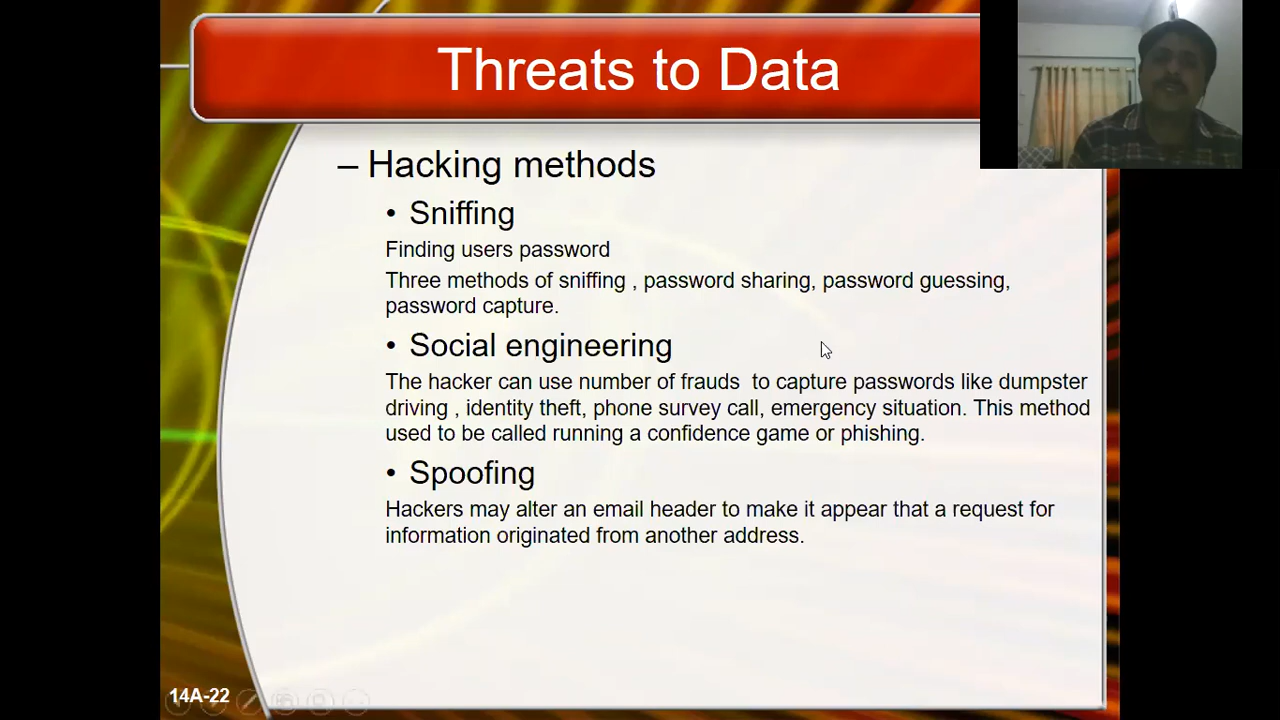 Threats to Data
– Hacking methods
• Sniffing
Finding users password
Three methods of sniffing , password sharing, password guessing,
password capture.
• Social engineering
The hacker can use number of frauds  to capture passwords like dumpster
driving , identity theft, phone survey call, emergency situation. This method
used to be called running a confidence game or phishing.
• Spoofing
Hackers may alter an email header to make it appear that a request for
information originated from another address.
14A-22